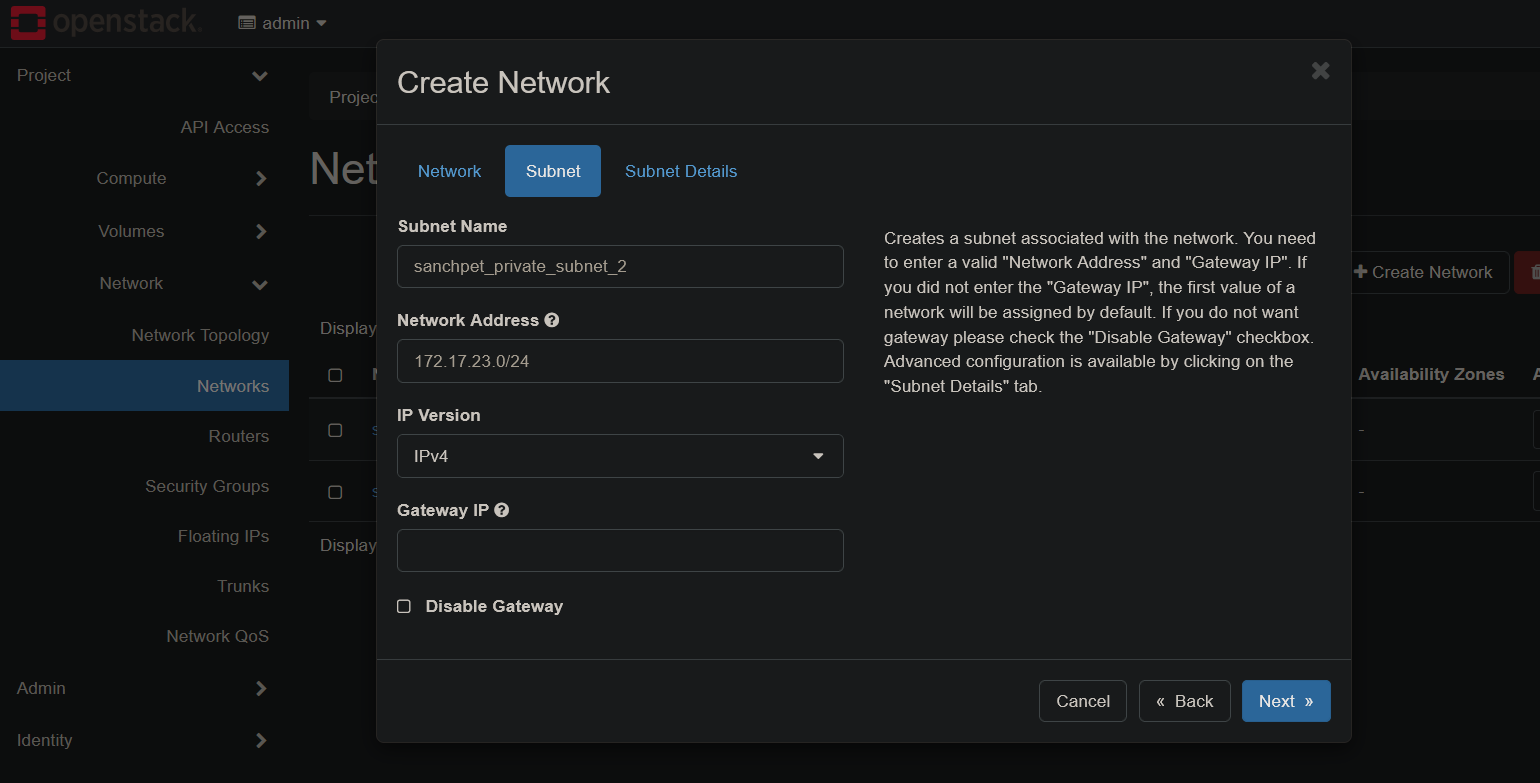 openstack.
admin
Project
API Access
Compute
Volumes
Network
Network Topology
Networks
Routers
Security Groups
Floating IPs
Trunks
Network QoS
Admin
Identity
Create Network
Network
Subnet
Subnet Details
Subnet Name
sanchpet_private_subnet_2
Network Address
172.17.23.0/24
IP Version
IPv4
Gateway IP
Disable Gateway
Creates a subnet associated with the network. You need
to enter a valid "Network Address" and "Gateway IP". If
you did not enter the "Gateway IP", the first value of a
network will be assigned by default. If you do not want
gateway please check the "Disable Gateway" checkbox.
Advanced configuration is available by clicking on the
"Subnet Details" tab.
Cancel
« Back
Next »
Create Network
Display
Availability Zones
-
-
Display